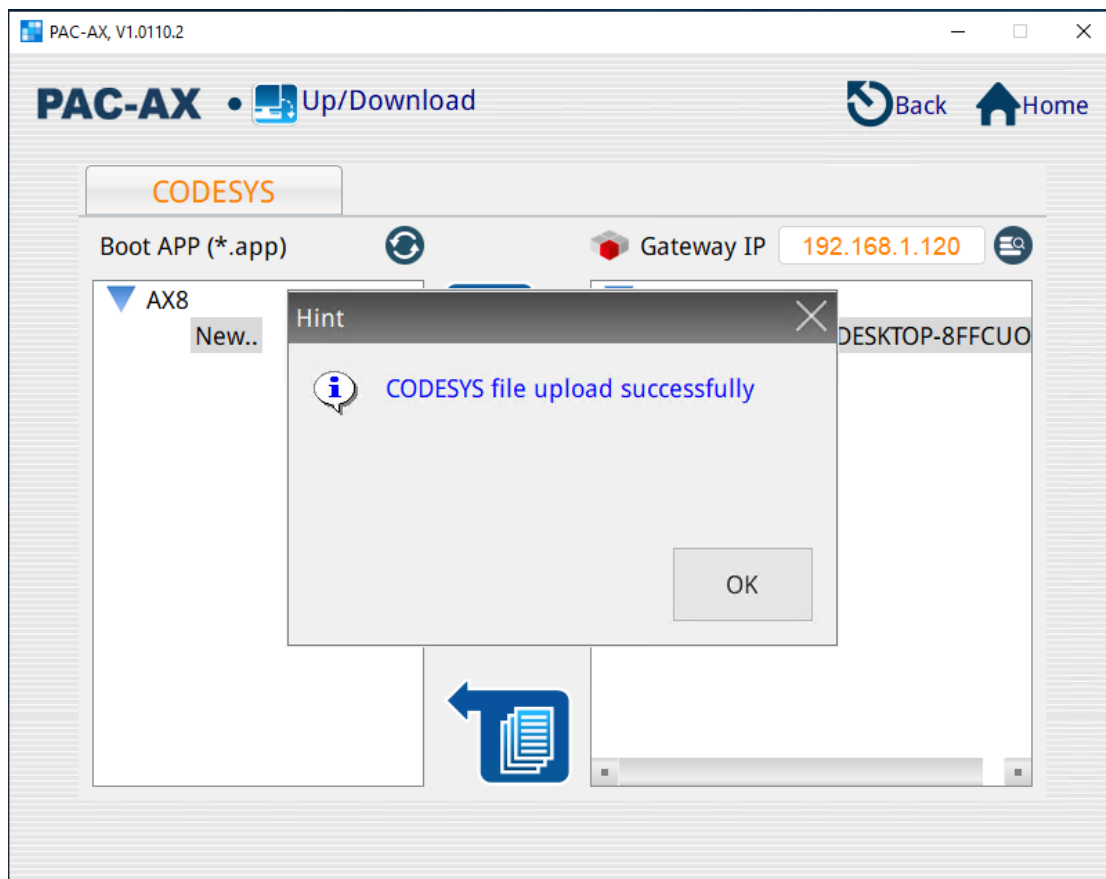 PAC-AX, V1.0110.2
PAC-AX • Up/Download
Back
Home
CODESYS
Boot APP (*.app)
Gateway IP
192.168.1.120
AX8
New..
DESKTOP-8FFCUO
Hint
CODESYS file upload successfully
OK